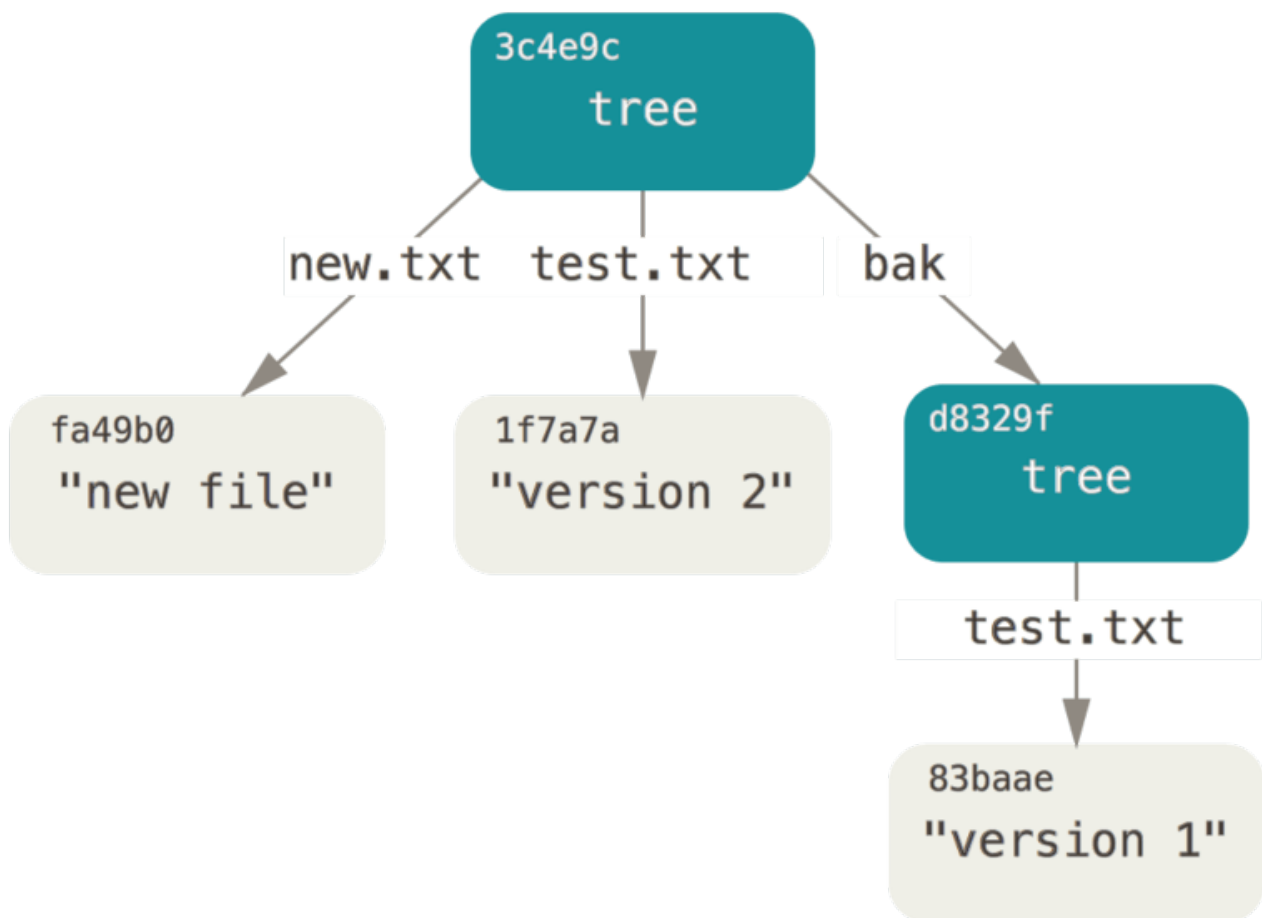 3c4e9c
tree
new.txt test.txt bak
fa49b0
"new file"
1f7a7a
"version 2"
d8329f
tree
test.txt
83baae
"version 1"